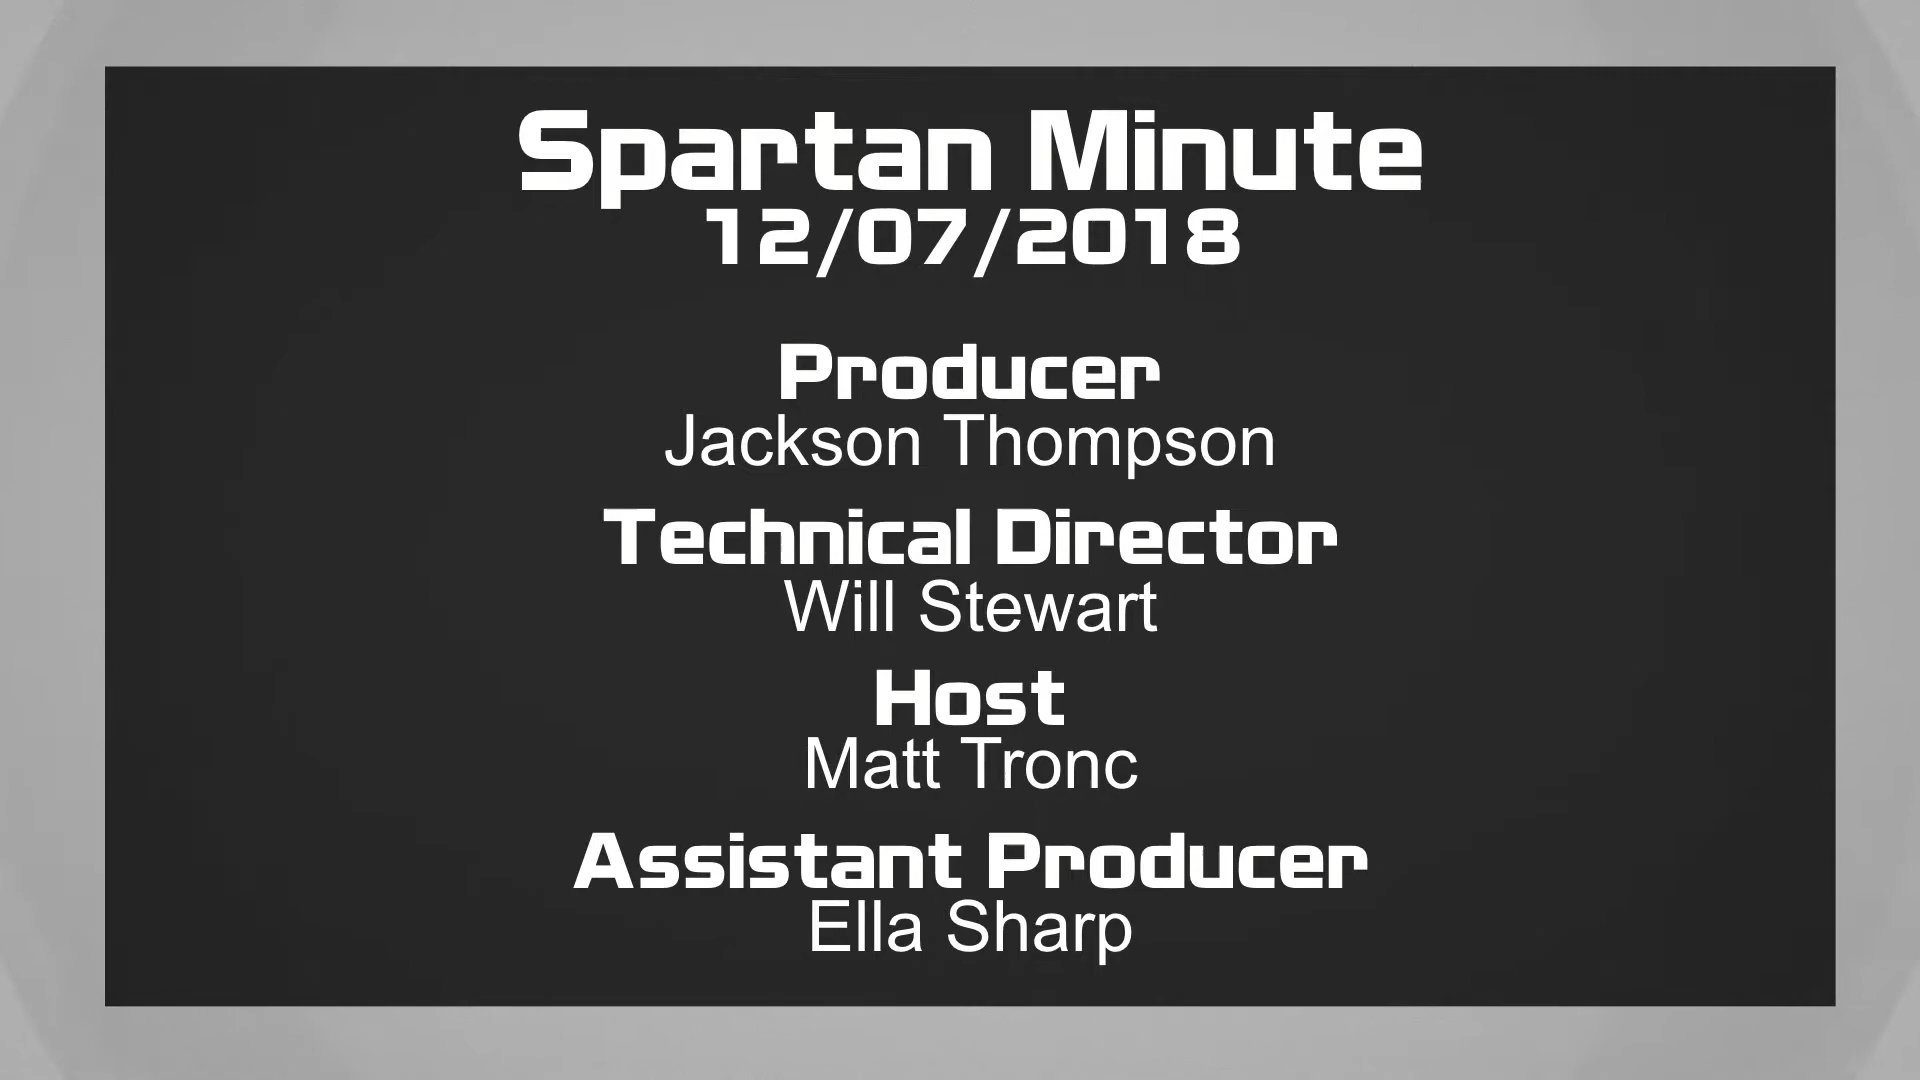 Spartan Minute
12/07/2018
Producer
Jackson Thompson
Technical Director
Will Stewart
Host
Matt Tronc
Assistant Producer
Ella Sharp